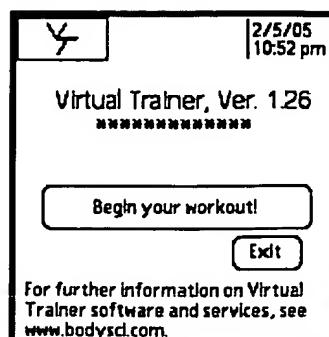 2/5/05
10:52 pm
Virtual Trainer, Ver. 1.26
*************
Begin your workout!
Exit
For further information on Virtual
Trainer software and services, see
www.bodysci.com.